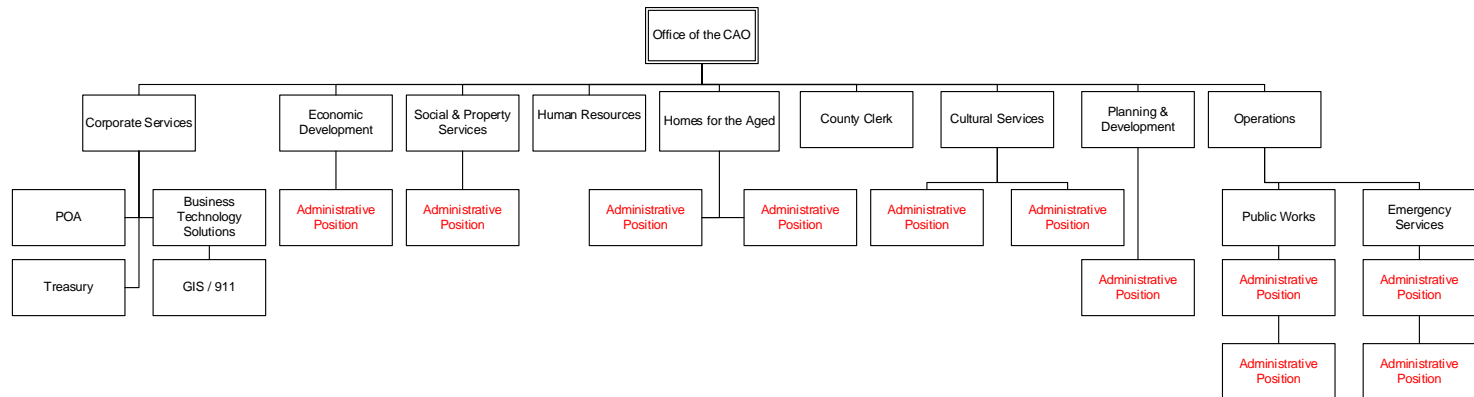 Office of the CAO
Corporate Services
Economic
Development
Social & Property
Services
Human Resources
Homes for the Aged
County Clerk
Cultural Services
Planning &
Development
Operations
POA
Business
Technology
Solutions
Administrative
Position
Administrative
Position
Administrative
Position
Administrative
Position
Administrative
Position
Administrative
Position
Public Works
Emergency
Services
Treasury
GIS / 911
Administrative
Position
Administrative
Position
Administrative
Position
Administrative
Position
Administrative
Position